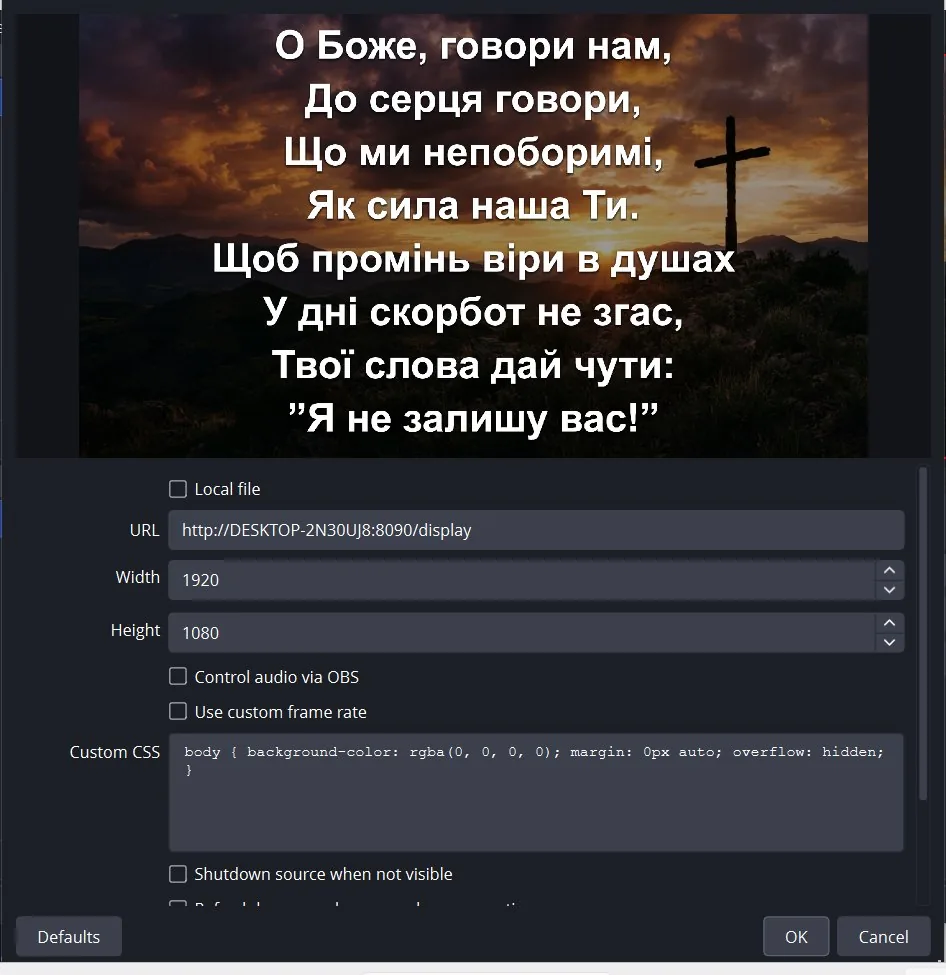 О Боже, говори нам,
До серця говори,
Що ми непоборимі,
Як сила наша Ти.
Щоб промінь віри в душах
У дні скорбот не згас,
Твої слова дай чути:
”Я не залишу вас!”
Local file
URL http://DESKTOP-2N30UJ8:8090/display
Width 1920
Height 1080
Control audio via OBS
Use custom frame rate
Custom CSS body { background-color: rgba(0, 0, 0, 0); margin: 0px auto; overflow: hidden;
}
Shutdown source when not visible
Defaults OK Cancel